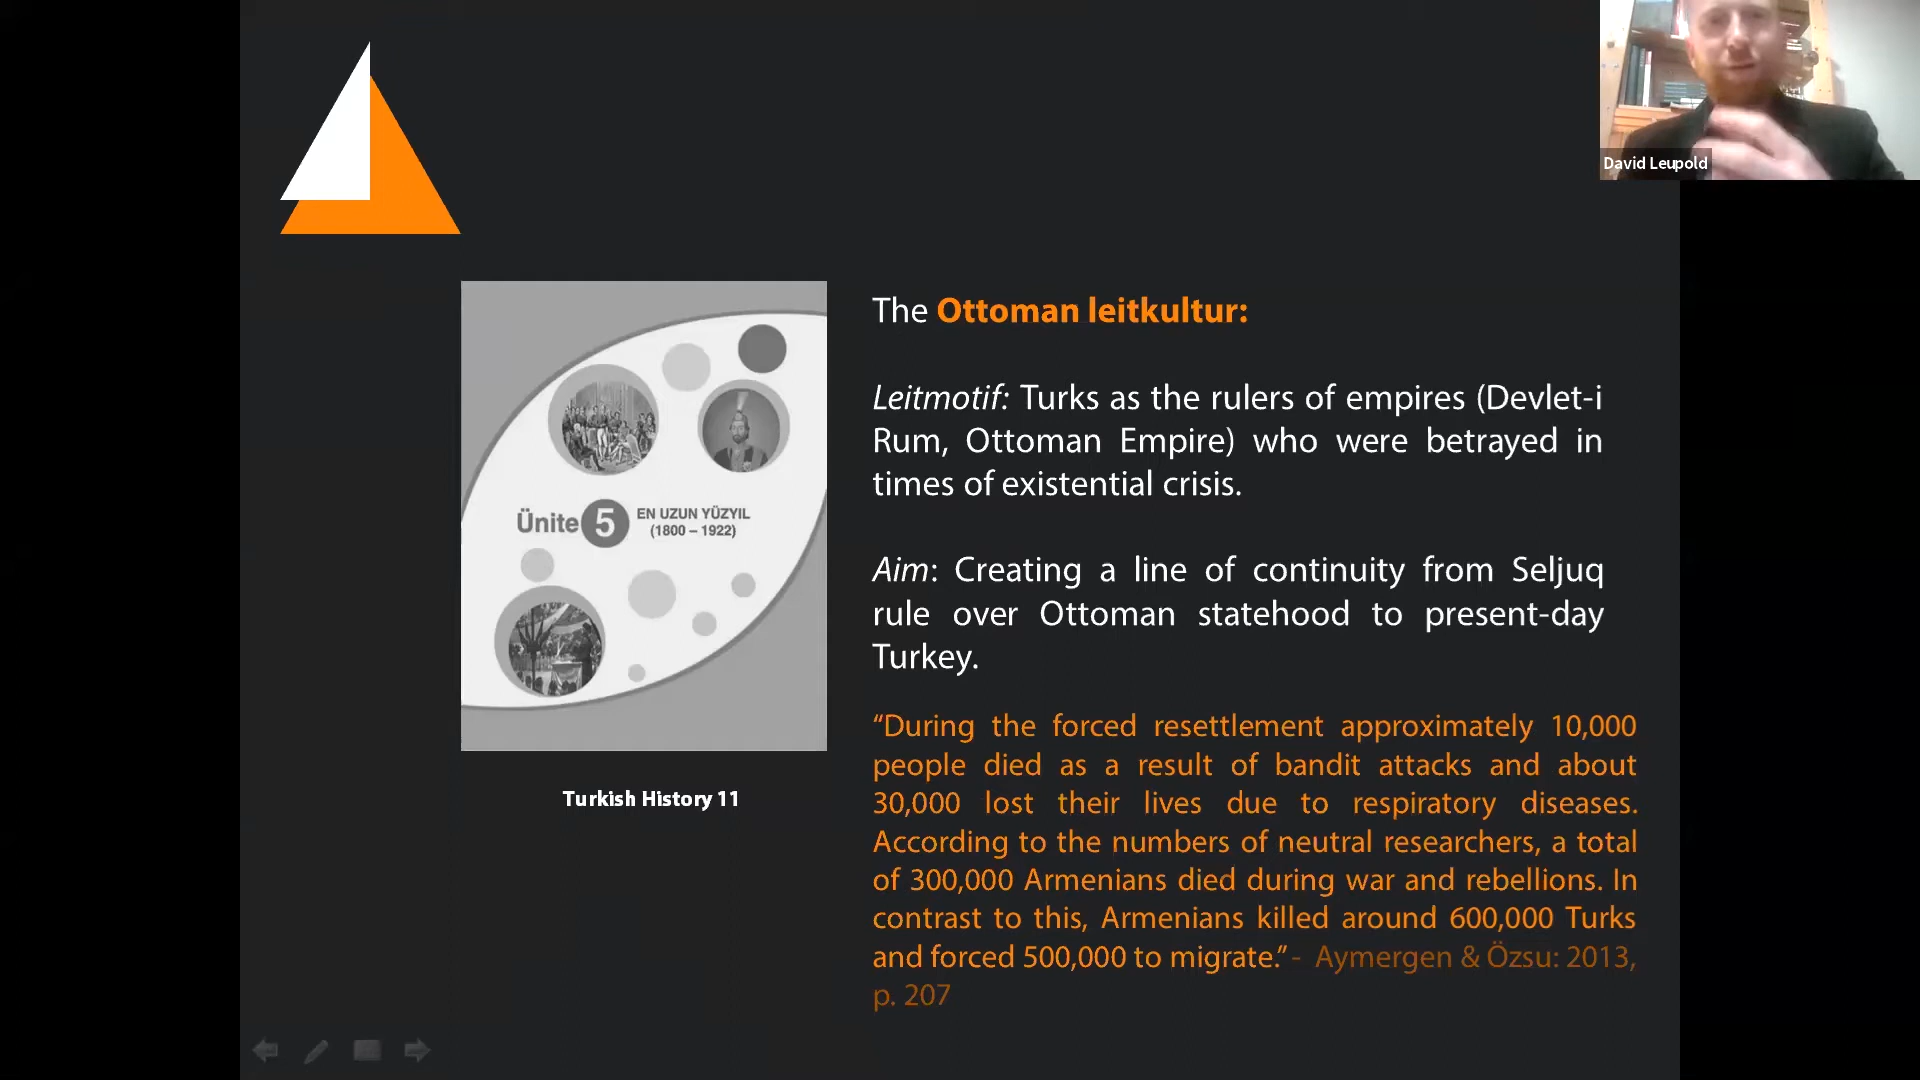 David Leupold
The Ottoman leitkultur:
Leitmotif: Turks as the rulers of empires (Devlet-i
Rum, Ottoman Empire) who were betrayed in
times of existential crisis.
Ünite 5 EN UZUN YÜZYIL
(1800 – 1922)
Aim: Creating a line of continuity from Seljuq
rule over Ottoman statehood to present-day
Turkey.
“During the forced resettlement approximately 10,000
people died as a result of bandit attacks and about
30,000 lost their lives due to respiratory diseases.
According to the numbers of neutral researchers, a total
of 300,000 Armenians died during war and rebellions. In
contrast to this, Armenians killed around 600,000 Turks
and forced 500,000 to migrate.” - Aymergen & Özsu: 2013,
p. 207
Turkish History 11